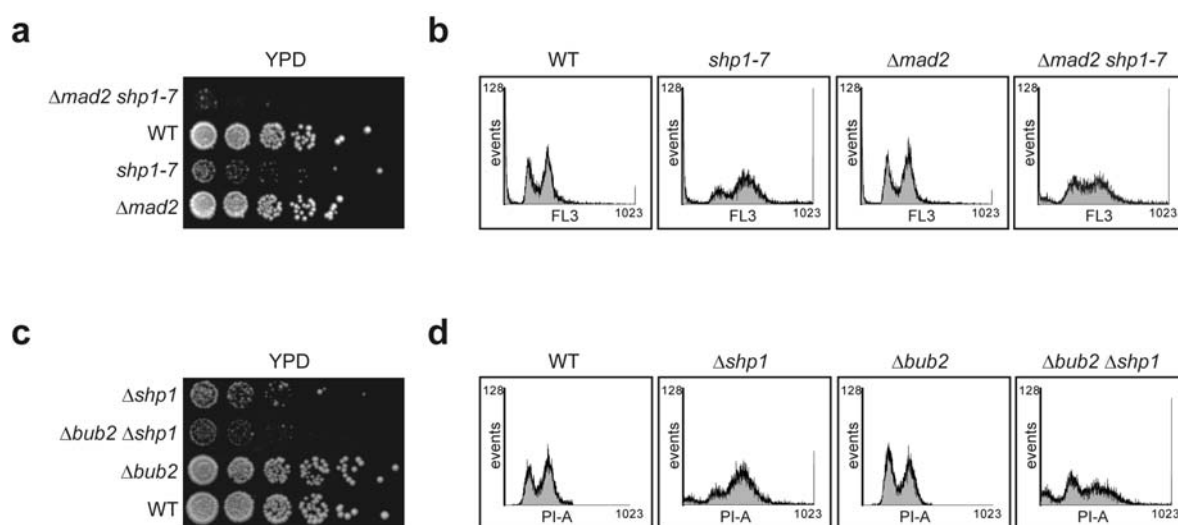 a
YPD
Δmad2 shp1-7
WT
shp1-7
Δmad2
b
WT
shp1-7
Δmad2
Δmad2 shp1-7
128
events
FL3
1023
128
events
FL3
1023
128
events
FL3
1023
128
events
FL3
1023
c
YPD
Δshp1
Δbub2 Δshp1
Δbub2
WT
d
WT
Δshp1
Δbub2
Δbub2 Δshp1
128
events
PI-A
1023
128
events
PI-A
1023
128
events
PI-A
1023
128
events
PI-A
1023